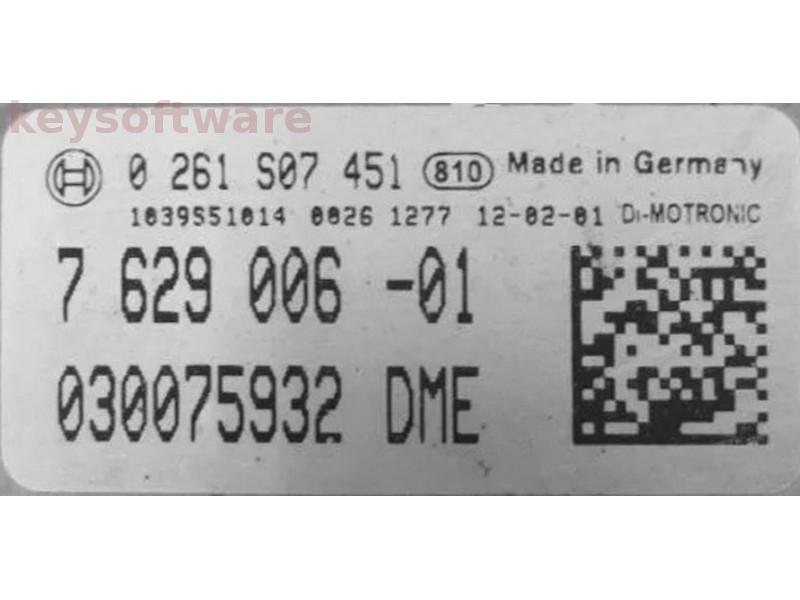 keysoftware
0 261 S07 451 810 Made in Germany
1039S51014 0026 1277 12-02-01 DI-MOTRONIC
7 629 006 -01
030075932 DME